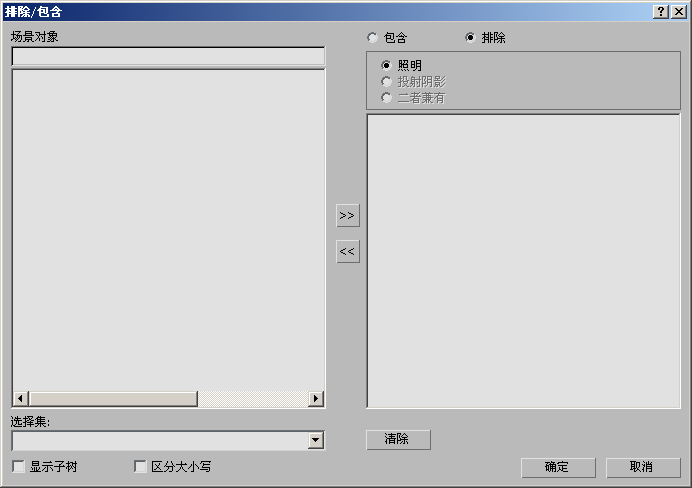 排除/包含
场景对象
包含 排除
照明
投射阴影
二者兼有
>>
<<
选择集:
清除
显示子树 区分大小写
确定 取消